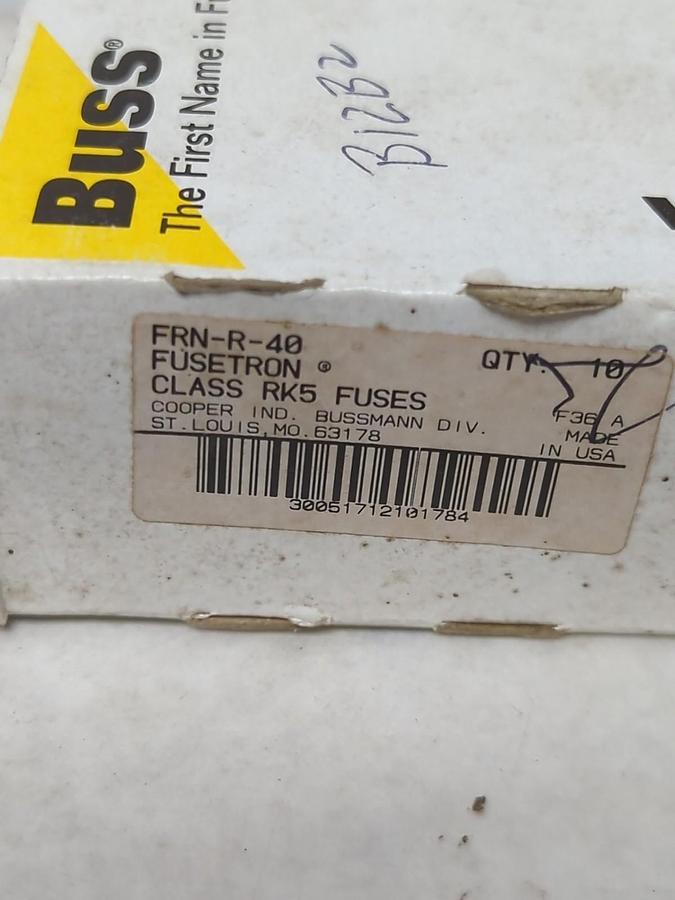 Buss®
The First Name in
B12B2
FRN-R-40
FUSETRON ®
CLASS RK5 FUSES
COOPER IND. BUSSMANN DIV.
ST. LOUIS, MO. 63178
QTY: 10
F36 A
MADE
IN USA
30051712101784